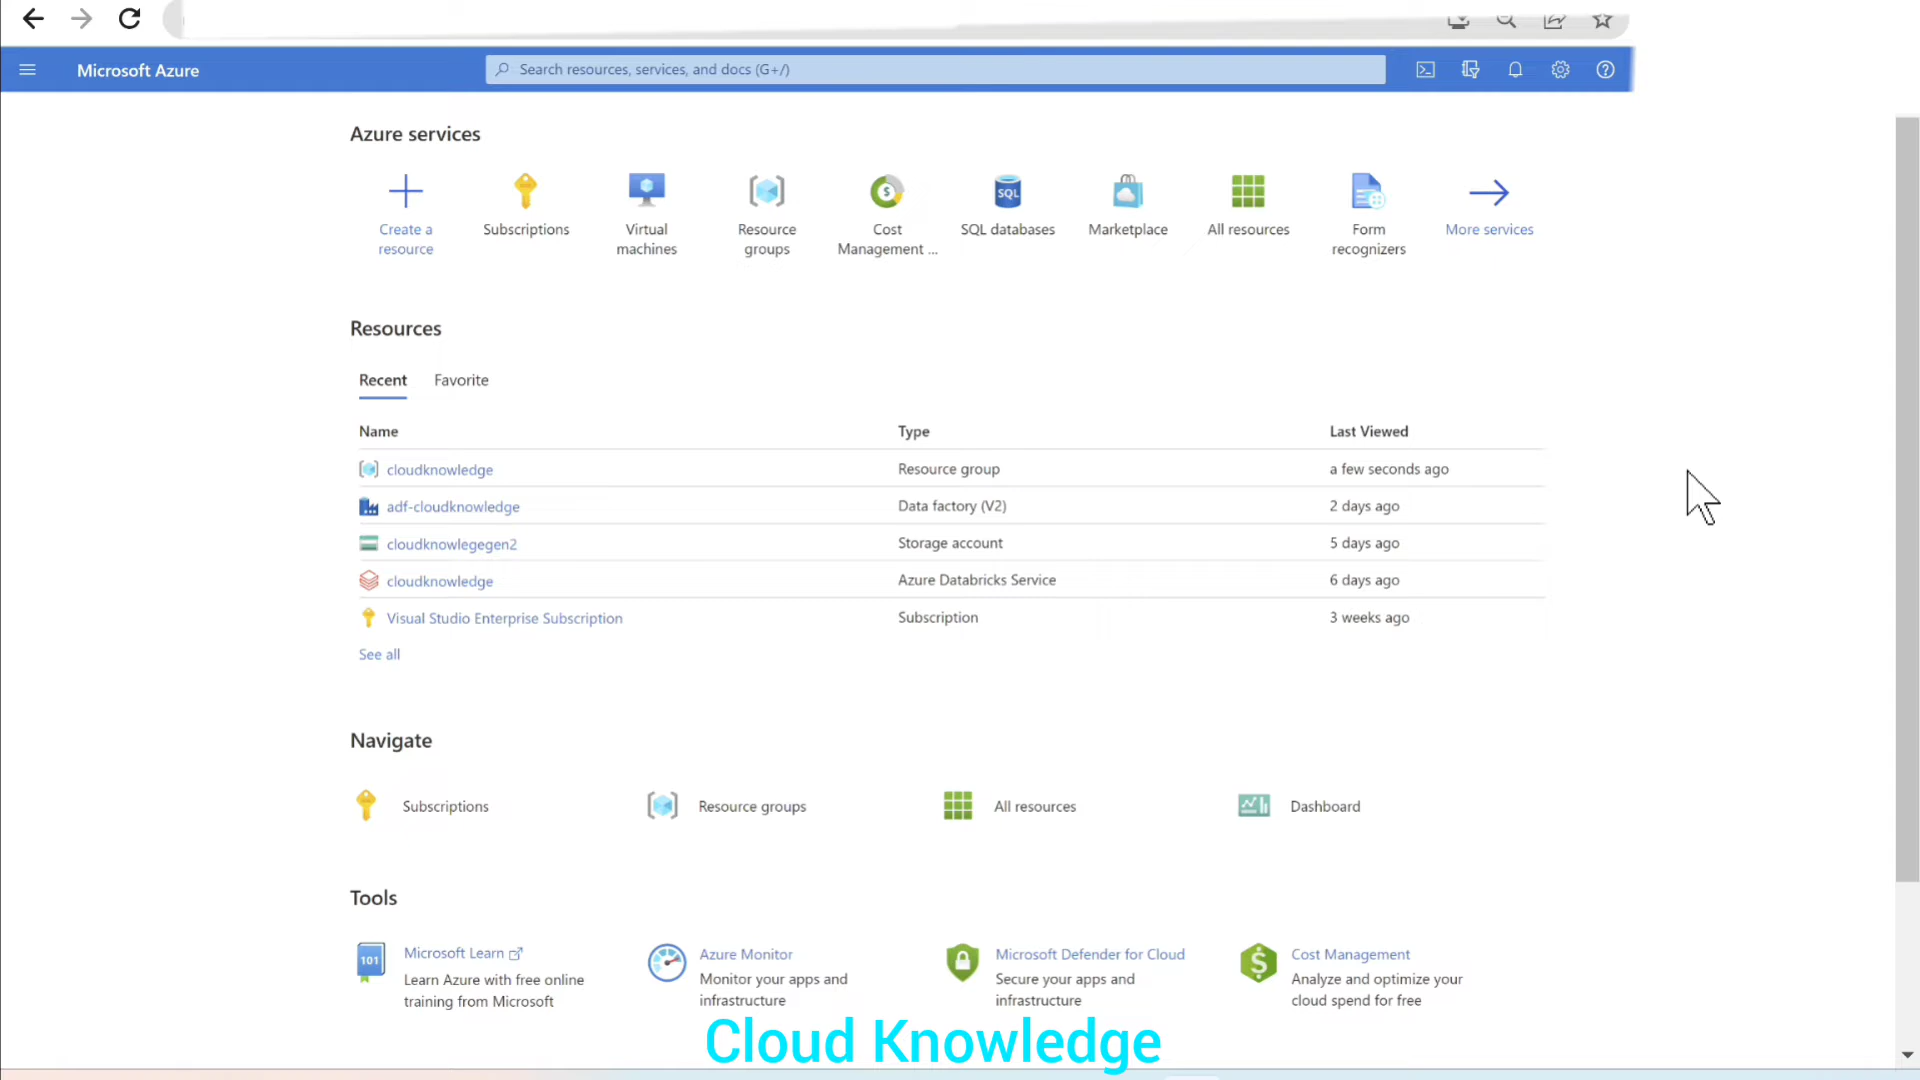 Microsoft Azure
Search resources, services, and docs (G+/)
Azure services
Create a resource
Subscriptions
Virtual machines
Resource groups
Cost Management ...
SQL
SQL databases
Marketplace
All resources
Form recognizers
More services
Resources
Recent Favorite
Name Type Last Viewed
cloudknowledge Resource group a few seconds ago
adf-cloudknowledge Data factory (V2) 2 days ago
cloudknowlegegen2 Storage account 5 days ago
cloudknowledge Azure Databricks Service 6 days ago
Visual Studio Enterprise Subscription Subscription 3 weeks ago
See all
Navigate
Subscriptions Resource groups All resources Dashboard
Tools
101
Microsoft Learn
Learn Azure with free online
training from Microsoft
Azure Monitor
Monitor your apps and
infrastructure
Microsoft Defender for Cloud
Secure your apps and
infrastructure
Cost Management
Analyze and optimize your
cloud spend for free
Cloud Knowledge